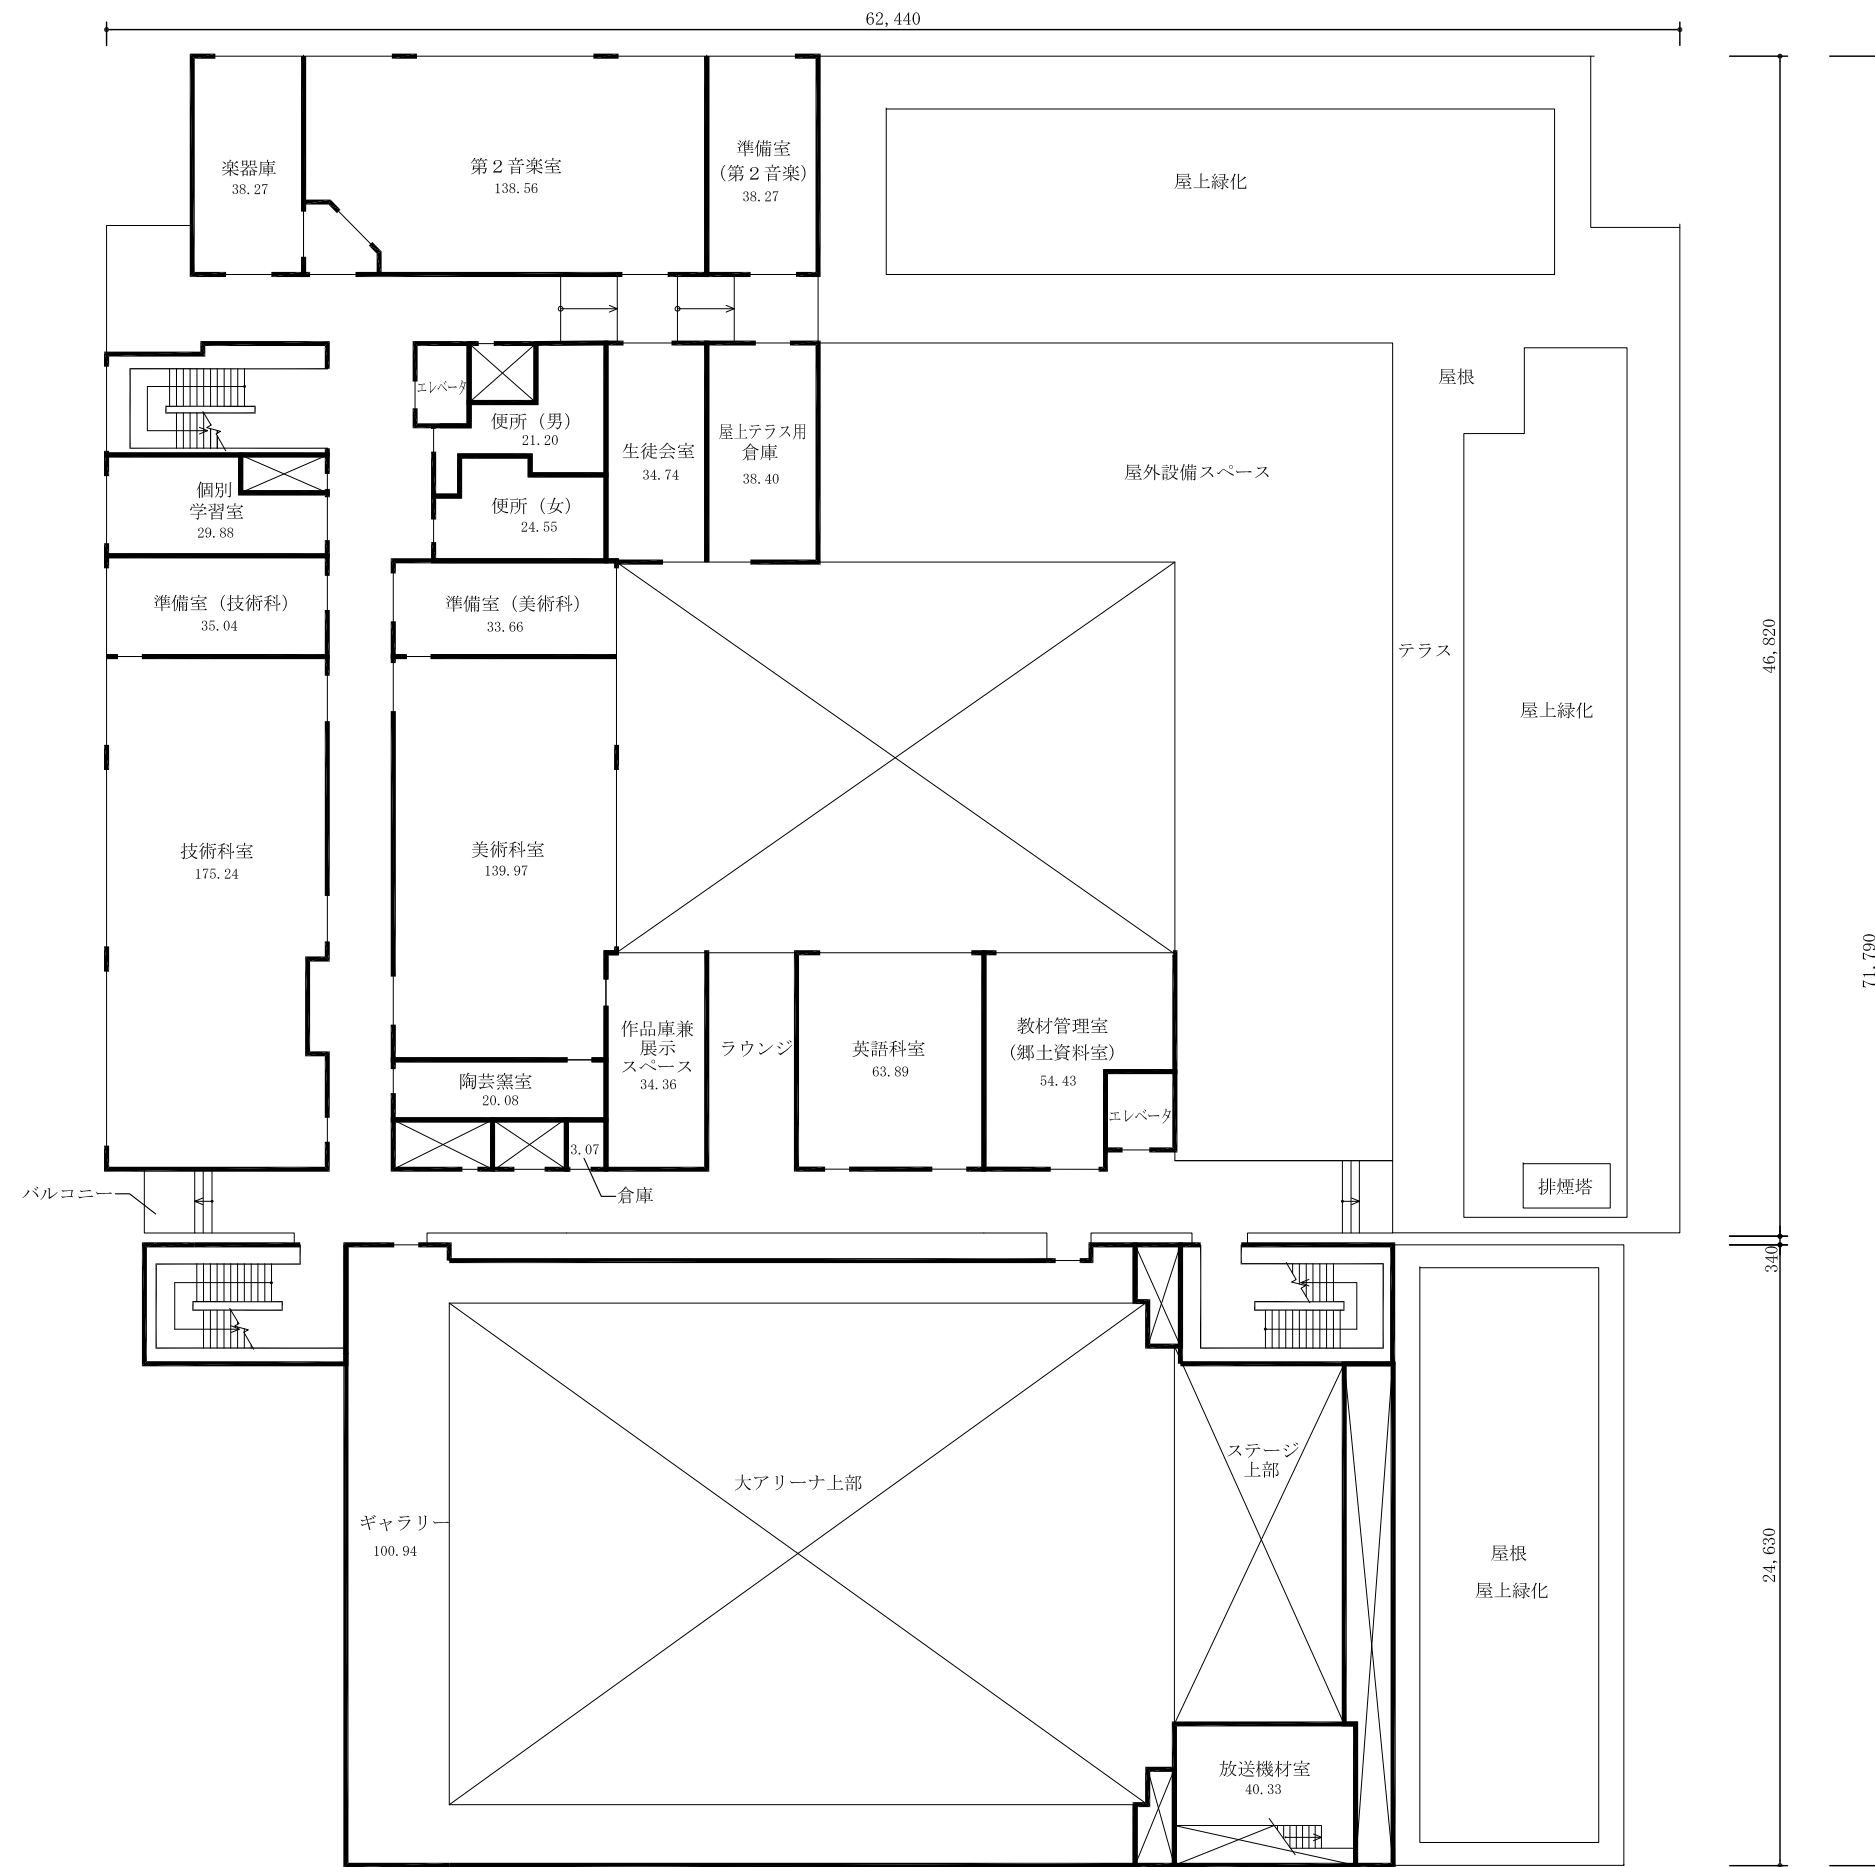 62,440
楽器庫
38.27
第２音楽室
138.56
準備室
（第２音楽）
38.27
屋上緑化
エレベータ
便所（男）
21.20
生徒会室
34.74
屋上テラス用
倉庫
38.40
屋根
屋外設備スペース
個別
学習室
29.88
便所（女）
24.55
準備室（技術科）
35.04
準備室（美術科）
33.66
テラス
46,820
屋上緑化
技術科室
175.24
美術科室
139.97
71,790
作品庫兼
展示
スペース
34.36
ラウンジ
英語科室
63.89
教材管理室
（郷土資料室）
54.43
エレベータ
陶芸窯室
20.08
3.07
倉庫
バルコニー
排煙塔
340
ギャラリー
100.94
大アリーナ上部
ステージ
上部
屋根
屋上緑化
24,630
放送機材室
40.33